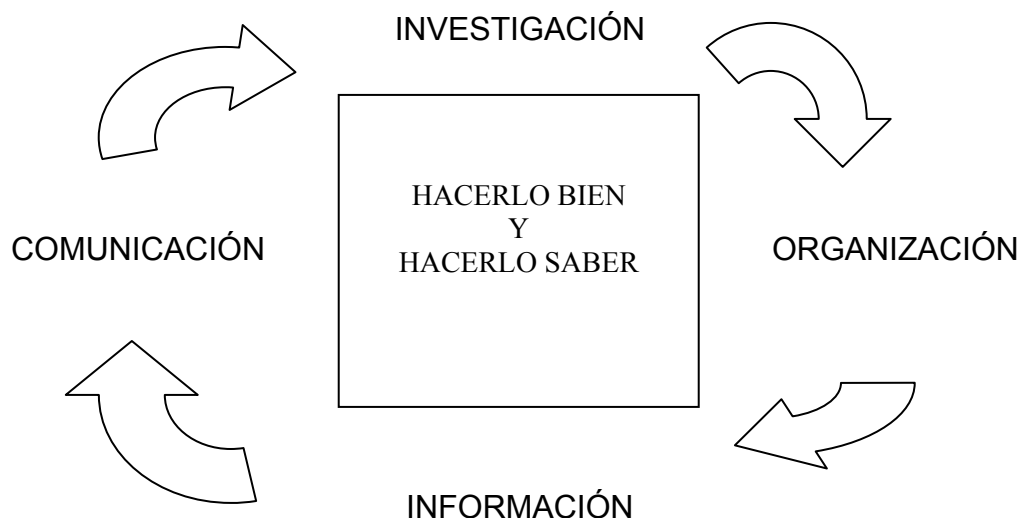 INVESTIGACIÓN
HACERLO BIEN
Y
HACERLO SABER
COMUNICACIÓN
ORGANIZACIÓN
INFORMACIÓN